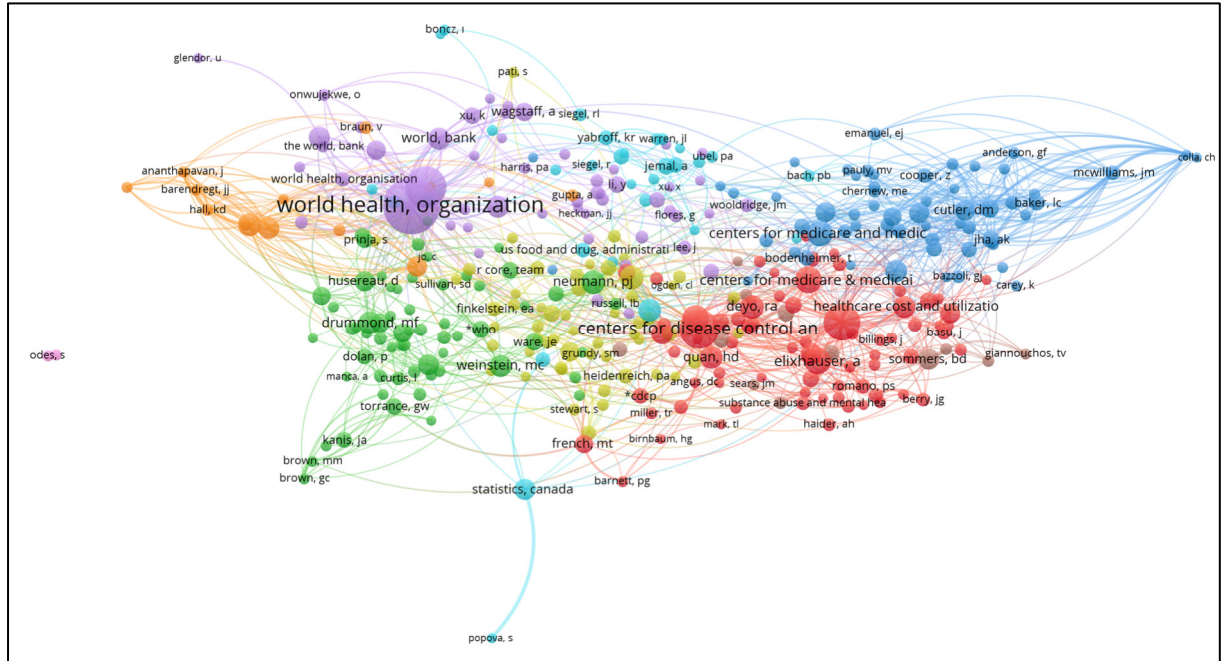 boncz, i
glendor, u
pati, s
onwujekwe, o
xu, k
wagstaff, a
siegel, rl
braun, v
world, bank
emanuel, ej
yabroff, kr
warren, jl
the world, bank
anderson, gf
colla, ch
harris, pa
siegel, r
jemal, a
ubel, pa
pauly, mv
cooper, z
ananthapavan, j
bach, pb
mcwilliams, jm
world health, organisation
li, y
xu, x
chernew, me
barendregt, jj
gupta, a
wooldridge, jm
baker, lc
hall, kd
world health, organization
heckman, jj
flores, g
cutler, dm
centers for medicare and medic
prinja, s
us food and drug, administrati
lee, j
jha, ak
jo, c
bodenheimer, t
r core, team
bazzoli, gj
husereau, d
sullivan, sd
neumann, pj
ogden, cl
centers for medicare & medicai
carey, k
finkelstein, ea
russell, lb
deyo, ra
healthcare cost and utilizatio
drummond, mf
*who
centers for disease control an
basu, j
ware, je
billings, j
dolan, p
grundy, sm
quan, hd
giannouchos, tv
odes, s
weinstein, mc
elixhauser, a
sommers, bd
manca, a
curtis, l
heidenreich, pa
angus, dc
sears, jm
romano, ps
*cdcp
torrance, gw
stewart, s
miller, tr
substance abuse and mental hea
berry, jg
mark, tl
haider, ah
kanis, ja
french, mt
birnbaum, hg
brown, mm
brown, gc
barnett, pg
statistics, canada
popova, s